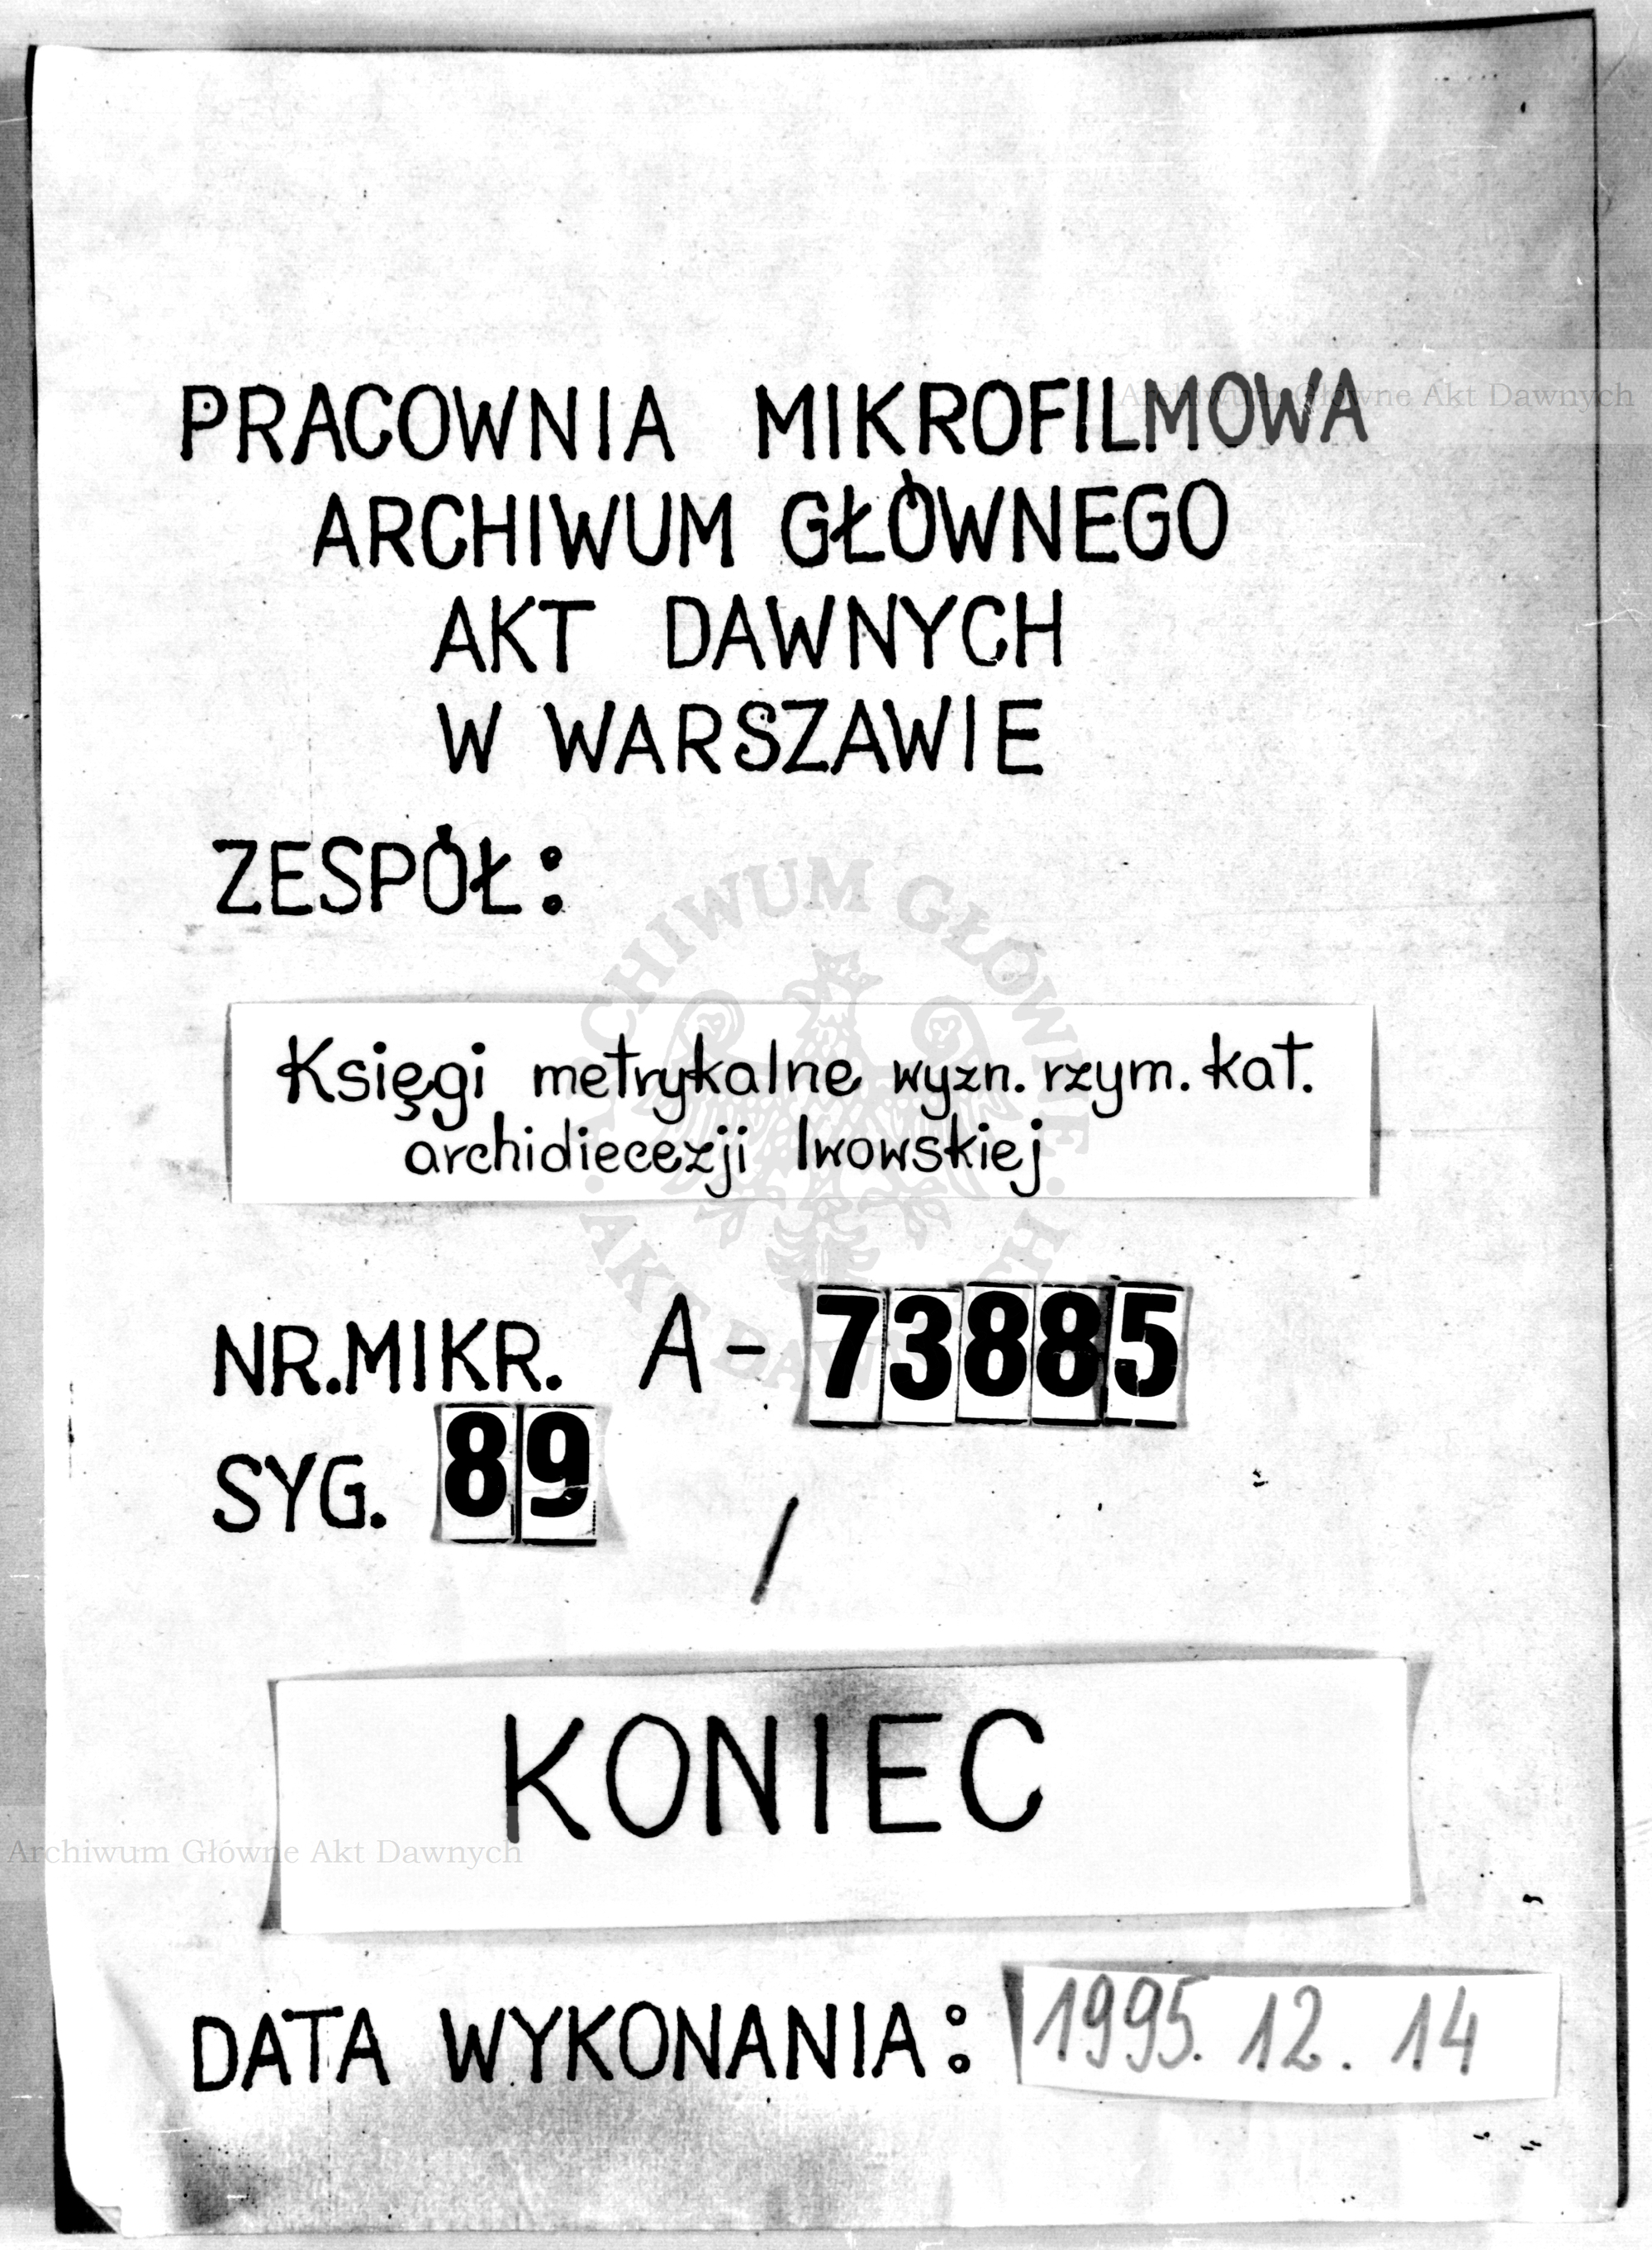 PRACOWNIA MIKROFILMOWA
ARCHIWUM GŁÓWNEGO
AKT DAWNYCH
W WARSZAWIE
ZESPÓŁ:
Księgi metrykalne wyzn. rzym. kat.
archidiecezji lwowskiej
NR.MIKR. A-73885
SYG. 89
/
KONIEC
DATA WYKONANIA: 1995.12.14
Archiwum Główne Akt Dawnych
Archiwum Główne Akt Dawnych